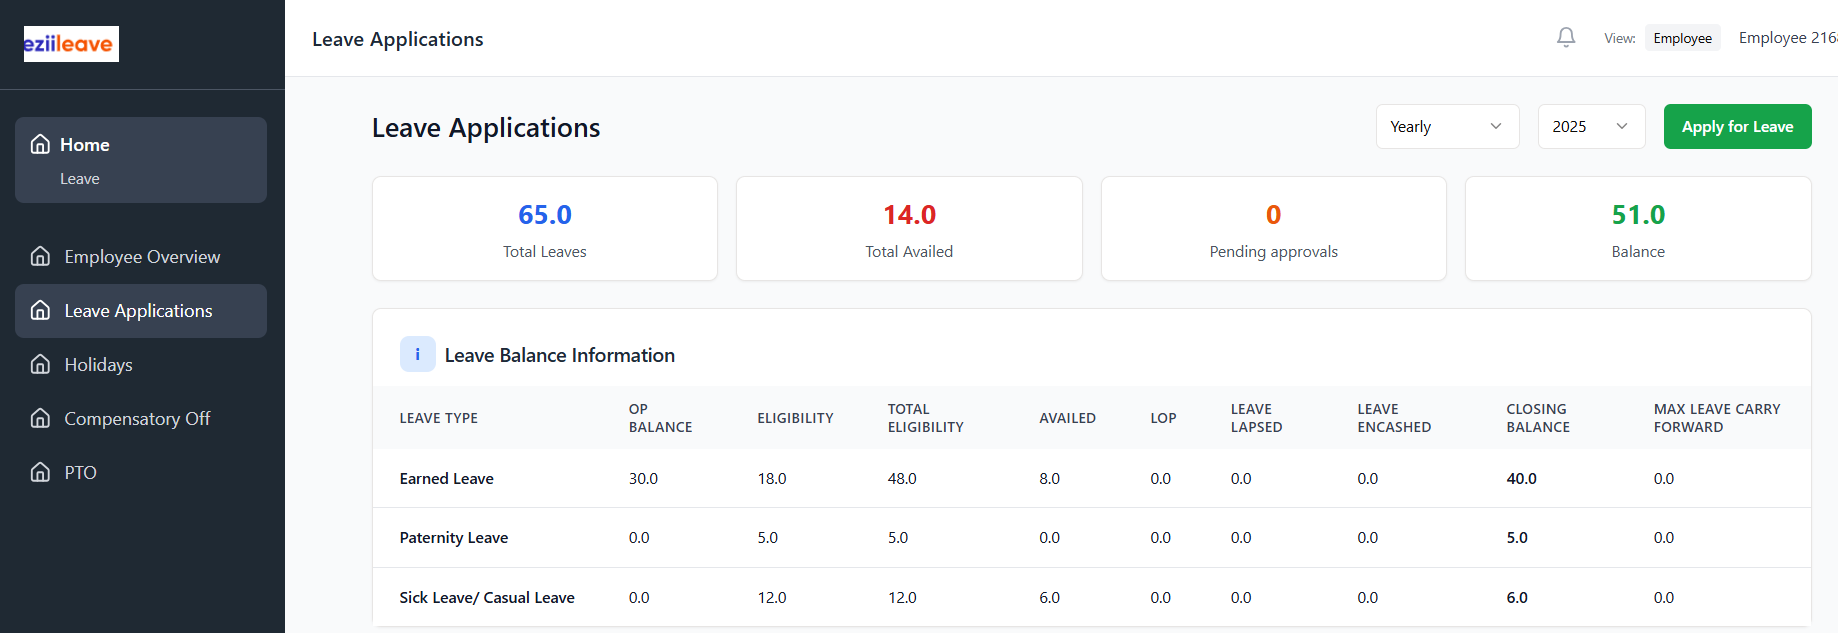 eziileave
Home
Leave
Employee Overview
Leave Applications
Holidays
Compensatory Off
PTO
Leave Applications
View: Employee Employee 216
Leave Applications
Yearly 2025 Apply for Leave
65.0 14.0 0 51.0
Total Leaves Total Availed Pending approvals Balance
i Leave Balance Information
LEAVE TYPE OP BALANCE ELIGIBILITY TOTAL ELIGIBILITY AVAILED LOP LEAVE LAPSED LEAVE ENCASHED CLOSING BALANCE MAX LEAVE CARRY FORWARD
Earned Leave 30.0 18.0 48.0 8.0 0.0 0.0 0.0 40.0 0.0
Paternity Leave 0.0 5.0 5.0 0.0 0.0 0.0 0.0 5.0 0.0
Sick Leave/ Casual Leave 0.0 12.0 12.0 6.0 0.0 0.0 0.0 6.0 0.0